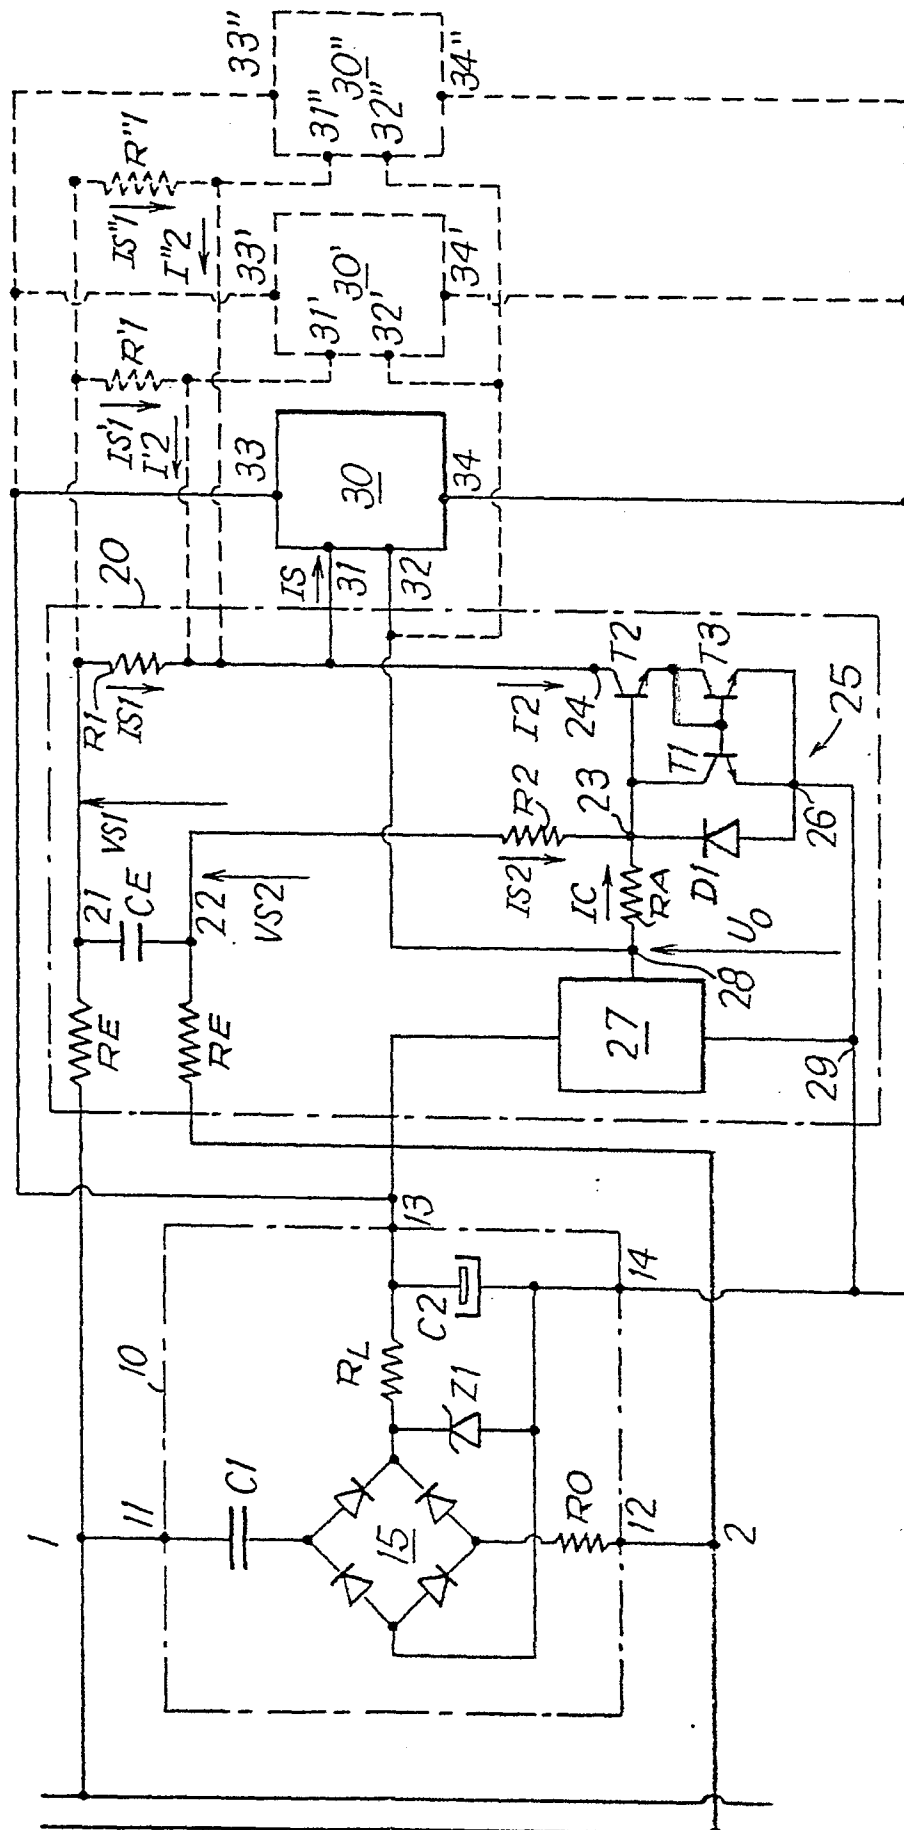 1
11
10
C1
15
RO
12
2
RL
Z1
C2
13
14
RE
RE
21
CE
22
VS1
VS2
20
R1
IS1
IS2
R2
I2
23
24
IC
RA
27
28
29
UO
D1
T1
T2
T3
25
26
IS
31
32
33
30
34
IS'1
I'2
R'1
33'
31'
30'
32'
34'
IS"1
I"2
R"1
33"
31"
30"
32"
34"